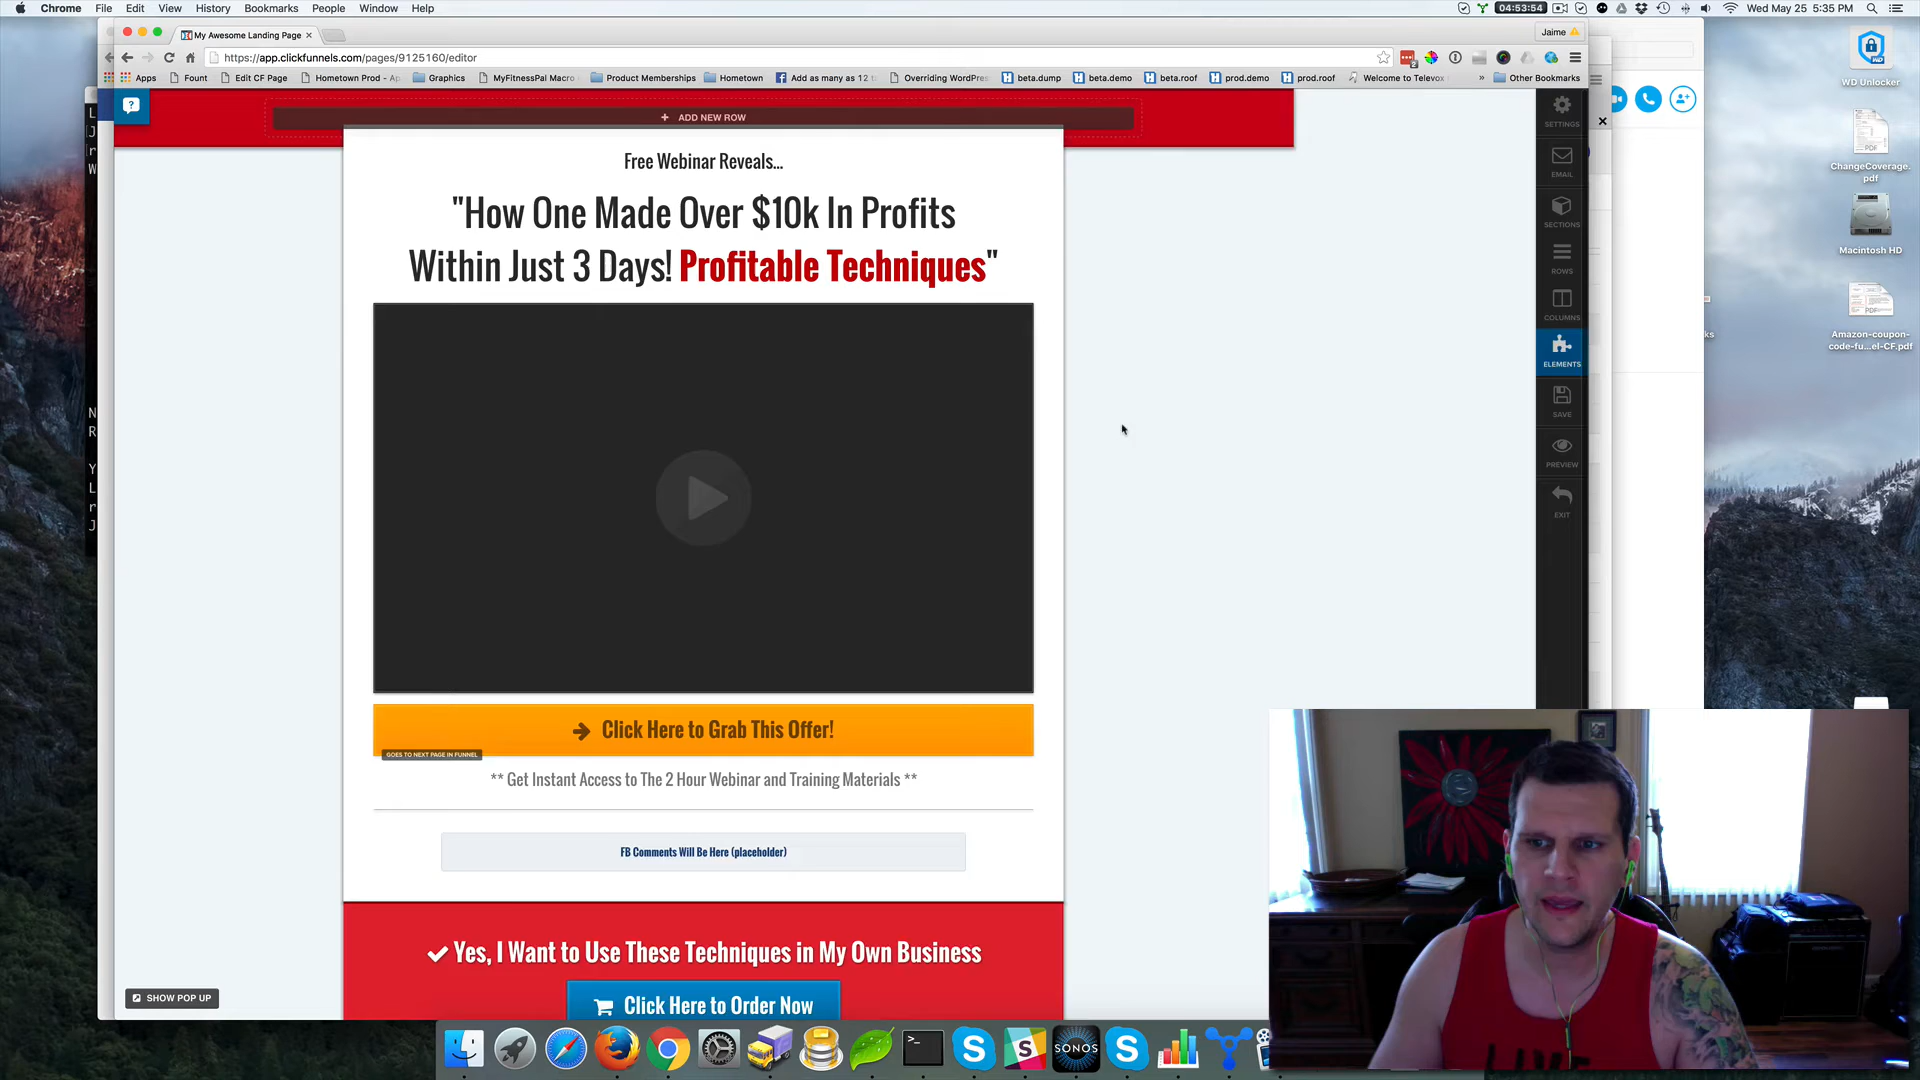 Chrome File Edit View History Bookmarks People Window Help
04:53:54
Wed May 25 5:35 PM
My Awesome Landing Page
Jaime
https://app.clickfunnels.com/pages/9125160/editor
Apps
Fount
Edit CF Page
Hometown Prod - Ap
Graphics
MyFitnessPal Macro
Product Memberships
Hometown
Add as many as 12 t
Overriding WordPres
beta.dump
beta.demo
beta.roof
prod.demo
prod.roof
Welcome to Televox
»
Other Bookmarks
+ ADD NEW ROW
Free Webinar Reveals...
"How One Made Over $10k In Profits
Within Just 3 Days! Profitable Techniques"
Click Here to Grab This Offer!
GOES TO NEXT PAGE IN FUNNEL
** Get Instant Access to The 2 Hour Webinar and Training Materials **
FB Comments Will Be Here (placeholder)
Yes, I Want to Use These Techniques in My Own Business
Click Here to Order Now
SHOW POP UP
SETTINGS
EMAIL
SECTIONS
ROWS
COLUMNS
ELEMENTS
SAVE
PREVIEW
EXIT
WD Unlocker
PDF
ChangeCoverage.
pdf
Macintosh HD
PDF
Amazon-coupon-
code-fu...el-CF.pdf
SONOS